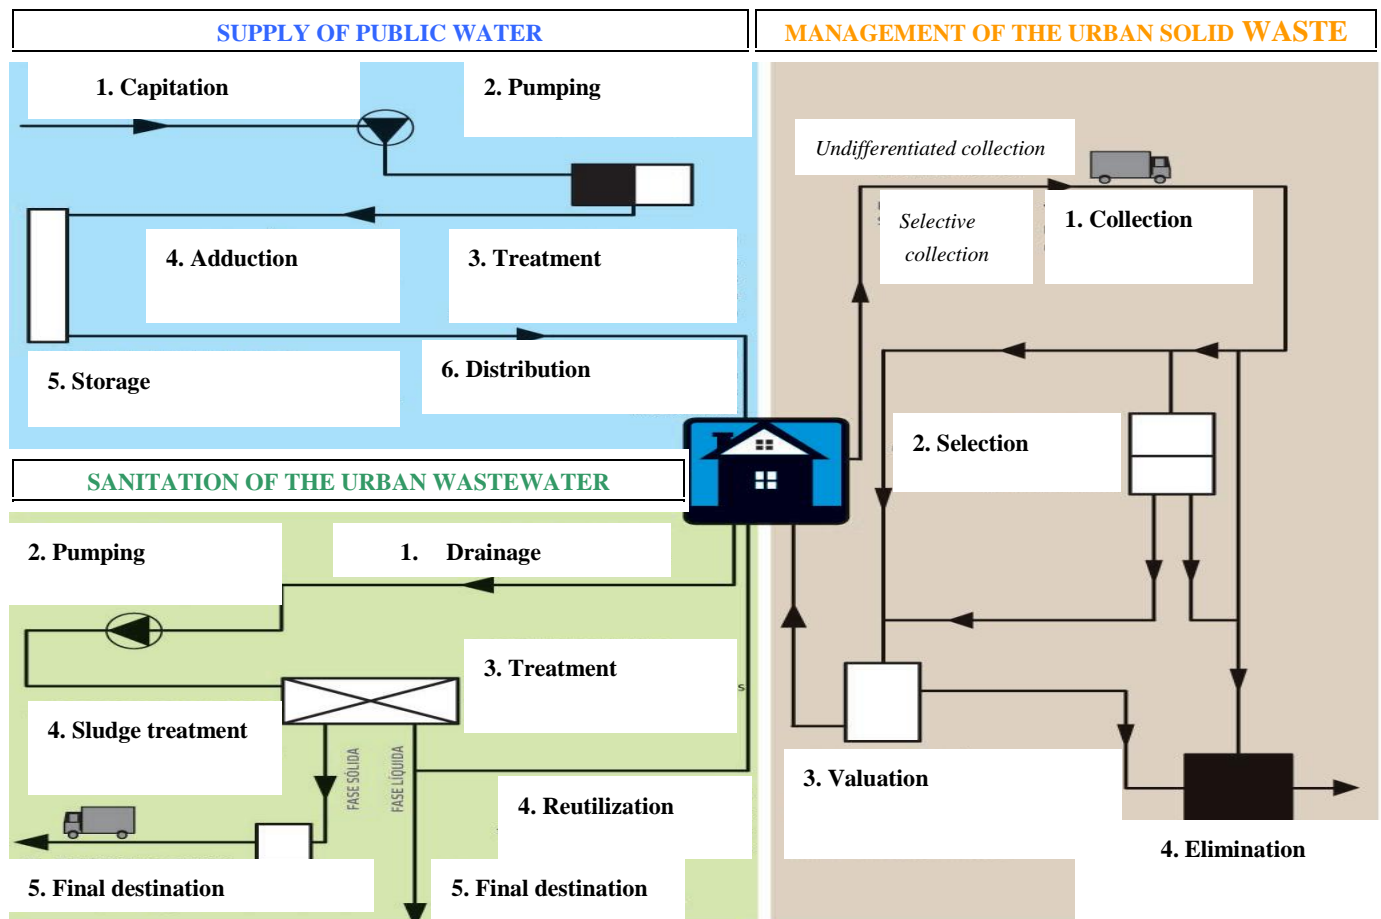 SUPPLY OF PUBLIC WATER
1. Capitation
2. Pumping
4. Adduction
3. Treatment
5. Storage
6. Distribution
MANAGEMENT OF THE URBAN SOLID WASTE
Undifferentiated collection
Selective
collection
1. Collection
2. Selection
3. Valuation
4. Elimination
SANITATION OF THE URBAN WASTEWATER
2. Pumping
1. Drainage
3. Treatment
4. Sludge treatment
FASE SÓLIDA
FASE LÍQUIDA
4. Reutilization
5. Final destination
5. Final destination